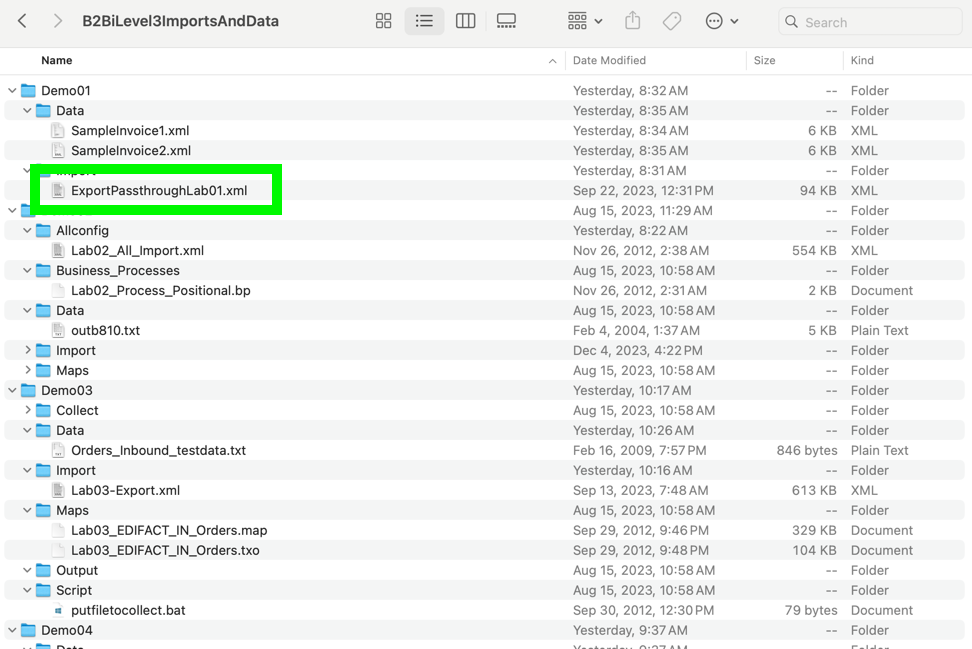 B2BiLevel3ImportsAndData
Search
Name Date Modified Size Kind
Demo01 Yesterday, 8:32 AM -- Folder
Data Yesterday, 8:35 AM -- Folder
SampleInvoice1.xml Yesterday, 8:34 AM 6 KB XML
SampleInvoice2.xml Yesterday, 8:35 AM 6 KB XML
Import Yesterday, 8:31 AM -- Folder
ExportPassthroughLab01.xml Sep 22, 2023, 12:31 PM 94 KB XML
Aug 15, 2023, 11:29 AM -- Folder
Allconfig Yesterday, 8:22 AM -- Folder
Lab02_All_Import.xml Nov 26, 2012, 2:38 AM 554 KB XML
Business_Processes Aug 15, 2023, 10:58 AM -- Folder
Lab02_Process_Positional.bp Nov 26, 2012, 2:31 AM 2 KB Document
Data Aug 15, 2023, 10:58 AM -- Folder
outb810.txt Feb 4, 2004, 1:37 AM 5 KB Plain Text
Import Dec 4, 2023, 4:22 PM -- Folder
Maps Aug 15, 2023, 10:58 AM -- Folder
Demo03 Yesterday, 10:17 AM -- Folder
Collect Aug 15, 2023, 10:58 AM -- Folder
Data Yesterday, 10:26 AM -- Folder
Orders_Inbound_testdata.txt Feb 16, 2009, 7:57 PM 846 bytes Plain Text
Import Yesterday, 10:16 AM -- Folder
Lab03-Export.xml Sep 13, 2023, 7:48 AM 613 KB XML
Maps Aug 15, 2023, 10:58 AM -- Folder
Lab03_EDIFACT_IN_Orders.map Sep 29, 2012, 9:46 PM 329 KB Document
Lab03_EDIFACT_IN_Orders.txo Sep 29, 2012, 9:48 PM 104 KB Document
Output Aug 15, 2023, 10:58 AM -- Folder
Script Aug 15, 2023, 10:58 AM -- Folder
putfiletocollect.bat Sep 30, 2012, 12:30 PM 79 bytes Document
Demo04 Yesterday, 9:37 AM -- Folder